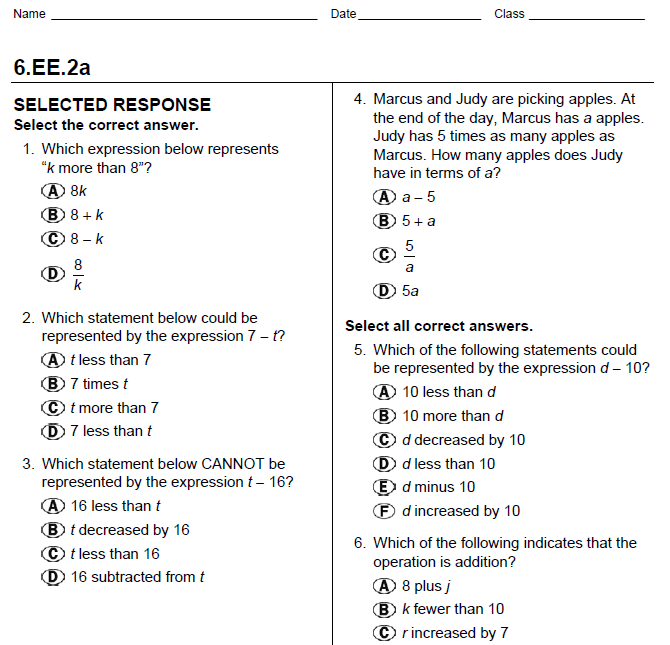 Name Date Class
6.EE.2a
SELECTED RESPONSE
Select the correct answer.
1. Which expression below represents
“k more than 8”?
A 8k
B 8 + k
C 8 – k
D 8
k
2. Which statement below could be
represented by the expression 7 – t?
A t less than 7
B 7 times t
C t more than 7
D 7 less than t
3. Which statement below CANNOT be
represented by the expression t – 16?
A 16 less than t
B t decreased by 16
C t less than 16
D 16 subtracted from t
4. Marcus and Judy are picking apples. At
the end of the day, Marcus has a apples.
Judy has 5 times as many apples as
Marcus. How many apples does Judy
have in terms of a?
A a – 5
B 5 + a
C 5
a
D 5a
Select all correct answers.
5. Which of the following statements could
be represented by the expression d – 10?
A 10 less than d
B 10 more than d
C d decreased by 10
D d less than 10
E d minus 10
F d increased by 10
6. Which of the following indicates that the
operation is addition?
A 8 plus j
B k fewer than 10
C r increased by 7